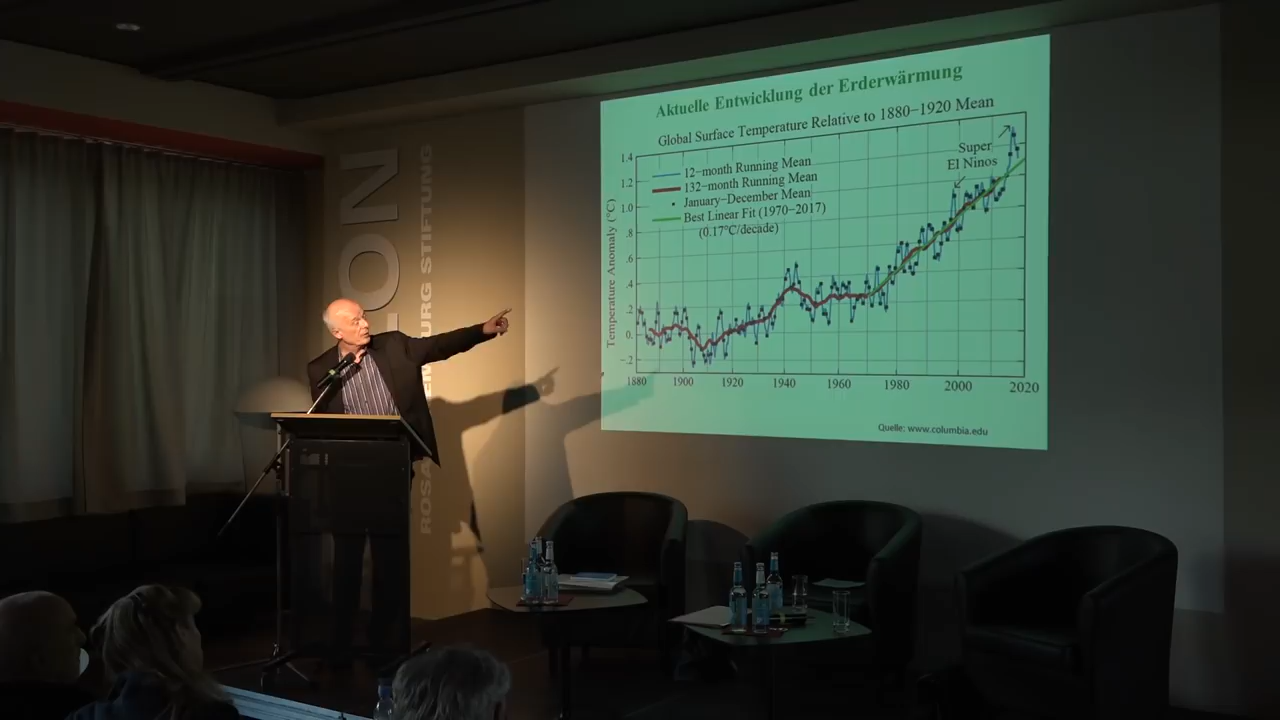 Aktuelle Entwicklung der Erderwärmung
Global Surface Temperature Relative to 1880−1920 Mean
Super
El Ninos
12−month Running Mean
132−month Running Mean
January−December Mean
Best Linear Fit (1970−2017)
(0.17°C/decade)
Temperature Anomaly (°C)
1.4
1.2
1.0
.8
.6
.4
.2
0.
−.2
1880 1900 1920 1940 1960 1980 2000 2020
Quelle: www.columbia.edu
LON
ROSA URG STIFTUNG